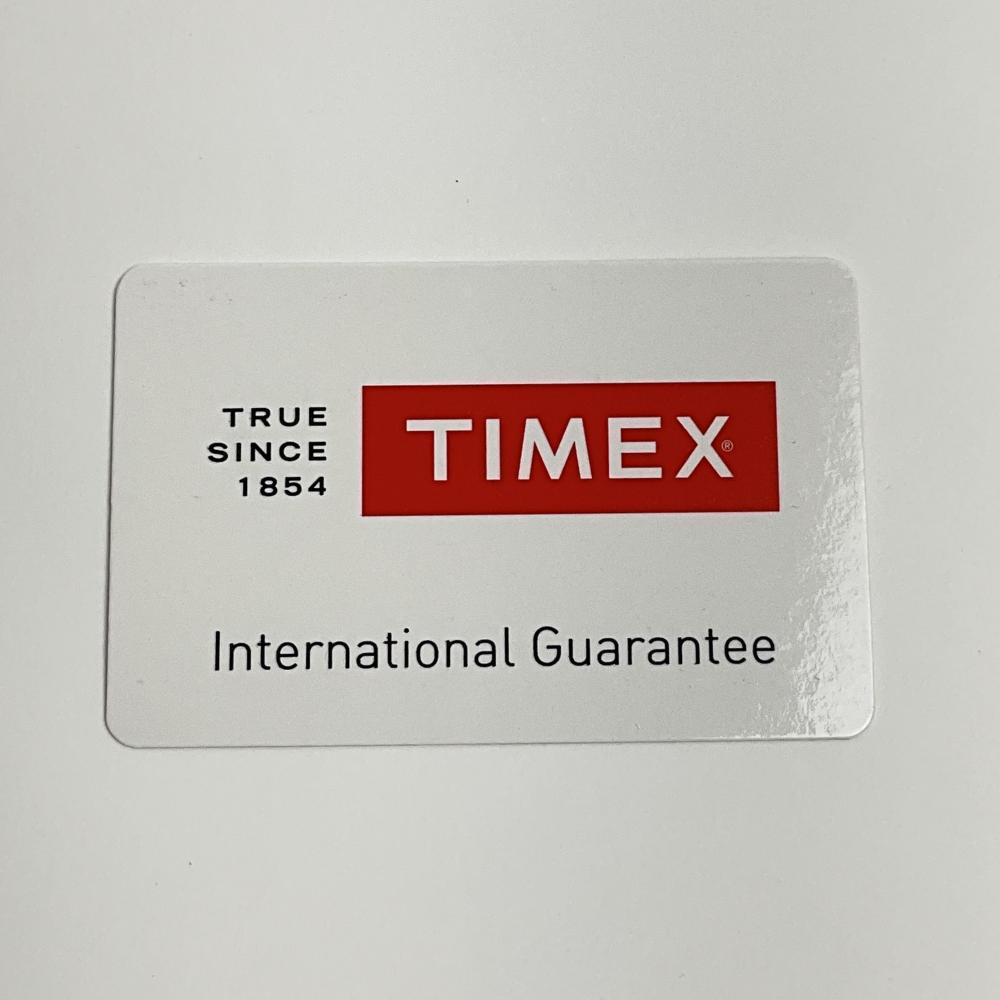 TRUE
SINCE
1854
TIMEX®
International Guarantee